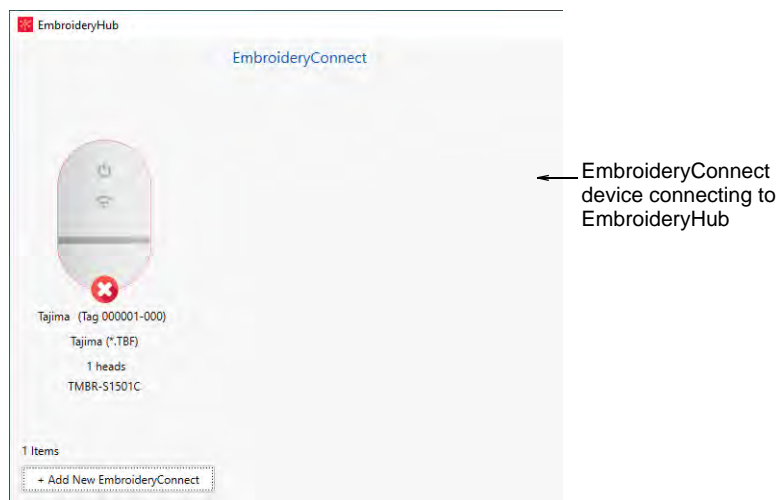 EmbroideryHub
EmbroideryConnect
EmbroideryConnect
device connecting to
EmbroideryHub
Tajima (Tag 000001-000)
Tajima (*.TBF)
1 heads
TMBR-S1501C
1 Items
+ Add New EmbroideryConnect